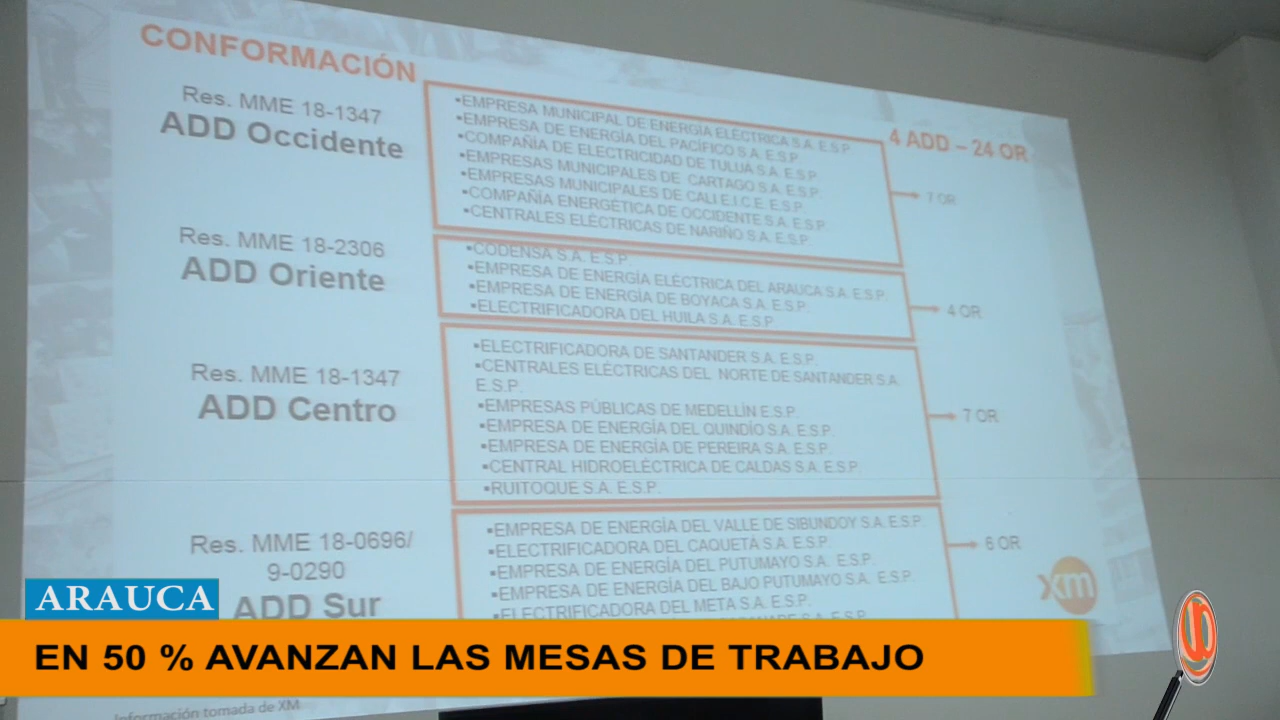 CONFORMACIÓN
4 ADD – 24 OR
Res. MME 18-1347
ADD Occidente
▪EMPRESA MUNICIPAL DE ENERGÍA ELÉCTRICA S.A. E.S.P.
▪EMPRESA DE ENERGÍA DEL PACÍFICO S.A. E.S.P.
▪COMPAÑIA DE ELECTRICIDAD DE TULUÁ S.A. E.S.P.
▪EMPRESAS MUNICIPALES DE CARTAGO S.A. E.S.P.
▪EMPRESAS MUNICIPALES DE CALI E.I.C.E. E.S.P.
▪COMPAÑÍA ENERGÉTICA DE OCCIDENTE S.A. E.S.P.
▪CENTRALES ELÉCTRICAS DE NARIÑO S.A. E.S.P.
7 OR
Res. MME 18-2306
ADD Oriente
▪CODENSA S.A. E.S.P.
▪EMPRESA DE ENERGÍA ELÉCTRICA DEL ARAUCA S.A. E.S.P.
▪EMPRESA DE ENERGÍA DE BOYACA S.A. E.S.P.
▪ELECTRIFICADORA DEL HUILA S.A. E.S.P.
4 OR
Res. MME 18-1347
ADD Centro
▪ELECTRIFICADORA DE SANTANDER S.A. E.S.P.
▪CENTRALES ELÉCTRICAS DEL NORTE DE SANTANDER S.A.
E.S.P.
▪EMPRESAS PÚBLICAS DE MEDELLÍN E.S.P.
▪EMPRESA DE ENERGÍA DEL QUINDÍO S.A. E.S.P.
▪EMPRESA DE ENERGÍA DE PEREIRA S.A. E.S.P.
▪CENTRAL HIDROELÉCTRICA DE CALDAS S.A. E.S.P.
▪RUITOQUE S.A. E.S.P.
7 OR
Res. MME 18-0696/
9-0290
ADD Sur
▪EMPRESA DE ENERGÍA DEL VALLE DE SIBUNDOY S.A. E.S.P.
▪ELECTRIFICADORA DEL CAQUETÁ S.A. E.S.P.
▪EMPRESA DE ENERGÍA DEL PUTUMAYO S.A. E.S.P.
▪EMPRESA DE ENERGÍA DEL BAJO PUTUMAYO S.A. E.S.P.
▪ELECTRIFICADORA DEL META S.A. E.S.P.
6 OR
xm
ARAUCA
EN 50 % AVANZAN LAS MESAS DE TRABAJO
Información tomada de XM